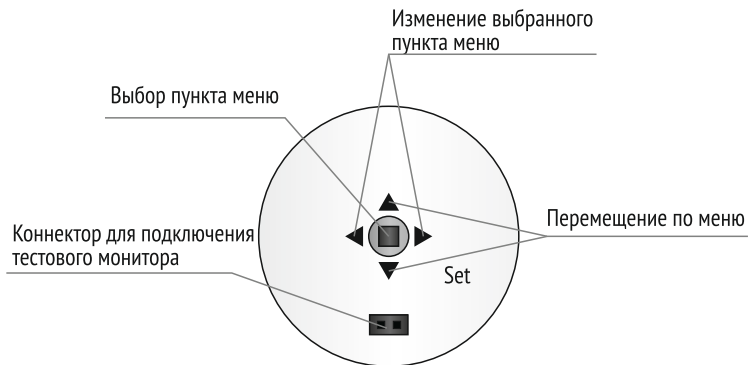 Изменение выбранного
пункта меню
Выбор пункта меню
Перемещение по меню
Коннектор для подключения
тестового монитора
Set